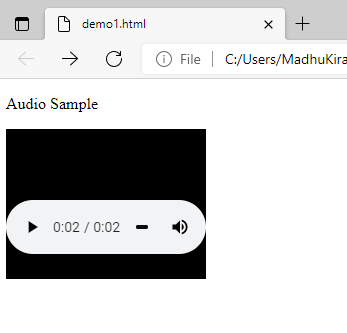 demo1.html
File | C:/Users/MadhuKira
Audio Sample
0:02 / 0:02